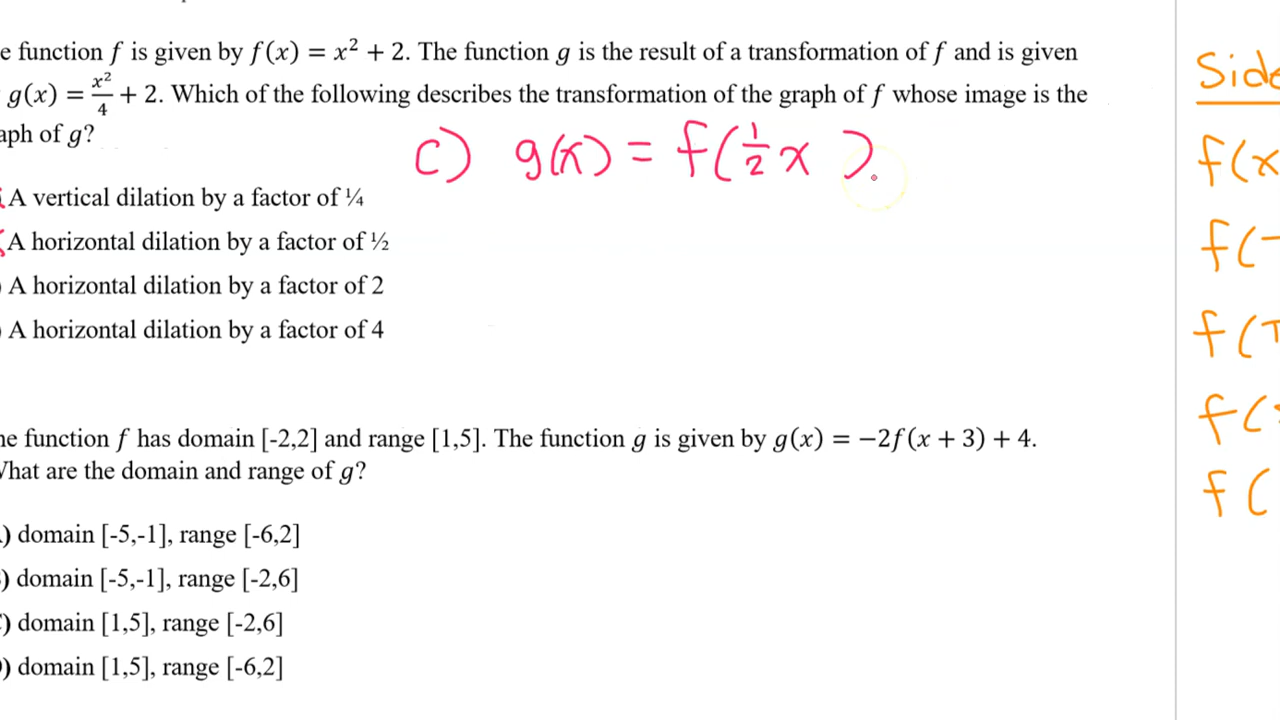 e function f is given by f(x) = x² + 2. The function g is the result of a transformation of f and is given
g(x) = x²/4 + 2. Which of the following describes the transformation of the graph of f whose image is the
aph of g?
C) g(x) = f(½x).
A vertical dilation by a factor of ¼
A horizontal dilation by a factor of ½
A horizontal dilation by a factor of 2
A horizontal dilation by a factor of 4
ne function f has domain [-2,2] and range [1,5]. The function g is given by g(x) = −2f(x + 3) + 4.
What are the domain and range of g?
) domain [-5,-1], range [-6,2]
) domain [-5,-1], range [-2,6]
) domain [1,5], range [-2,6]
) domain [1,5], range [-6,2]
Side
f(x
f(-
f(
f(
f(